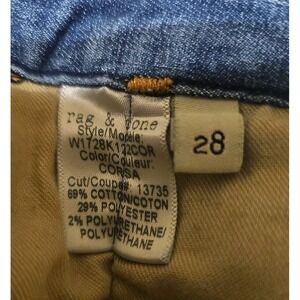 rag & bone
Style/Modele:
W1728K122COR
Color/Couleur:
CORSA
Cut/Coupe: 13735
69% COTTON/COTON
29% POLYESTER
2% POLYURETHANE/
POLYURETHANE
28